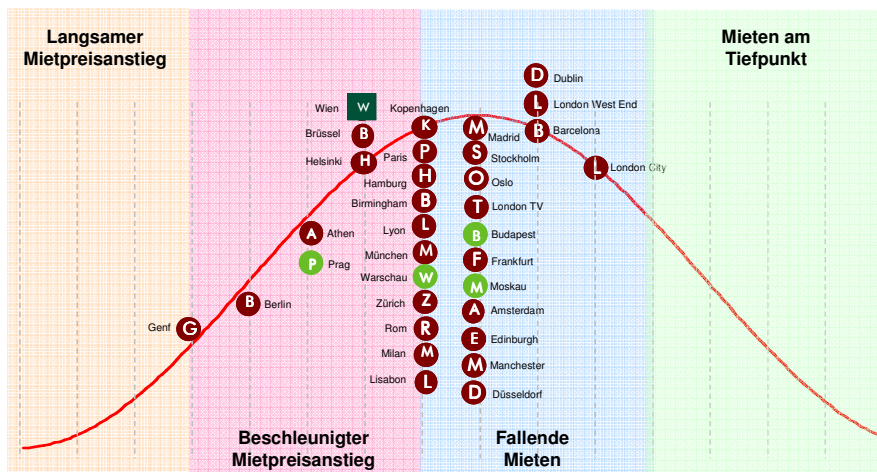 Langsamer
Mietpreisanstieg
Mieten am
Tiefpunkt
D Dublin
Wien W
Kopenhagen K
L London West End
Brüssel B
M Madrid
B Barcelona
Helsinki H
Paris P
S Stockholm
L London City
Hamburg H
O Oslo
Birmingham B
T London TV
A Athen
Lyon L
B Budapest
P Prag
München M
F Frankfurt
Warschau W
M Moskau
B Berlin
Zürich Z
A Amsterdam
Genf G
Rom R
E Edinburgh
Milan M
M Manchester
Lisabon L
D Düsseldorf
Beschleunigter
Mietpreisanstieg
Fallende
Mieten